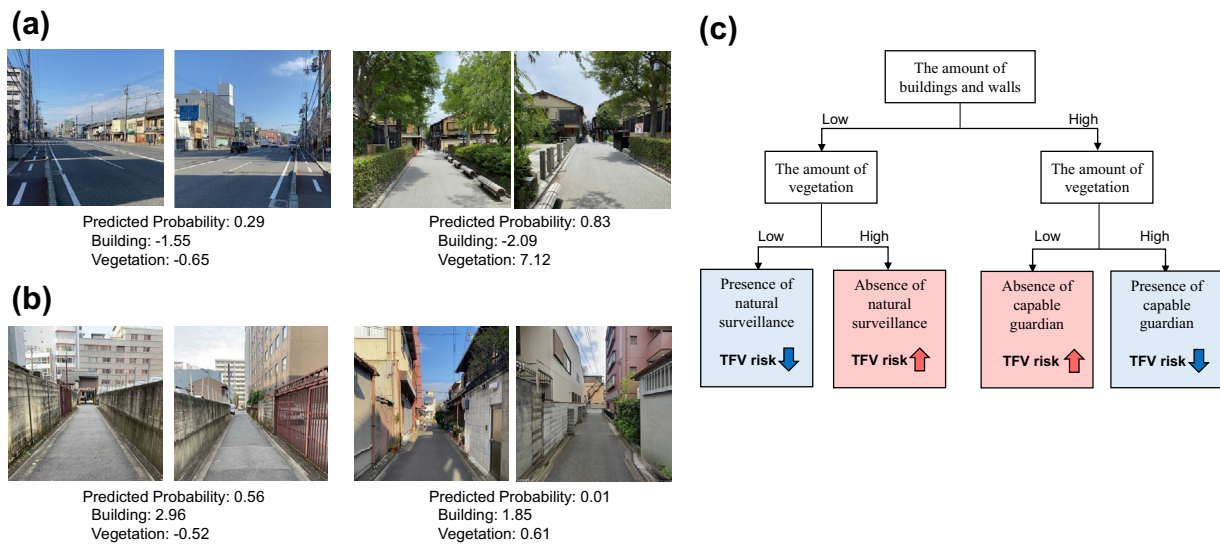 (a)
Predicted Probability: 0.29
Building: -1.55
Vegetation: -0.65
Predicted Probability: 0.83
Building: -2.09
Vegetation: 7.12
(b)
Predicted Probability: 0.56
Building: 2.96
Vegetation: -0.52
Predicted Probability: 0.01
Building: 1.85
Vegetation: 0.61
(c)
The amount of
buildings and walls
Low
High
The amount of
vegetation
The amount of
vegetation
Low
High
Low
High
Presence of
natural
surveillance
TFV risk
Absence of
natural
surveillance
TFV risk
Absence of
capable
guardian
TFV risk
Presence of
capable
guardian
TFV risk